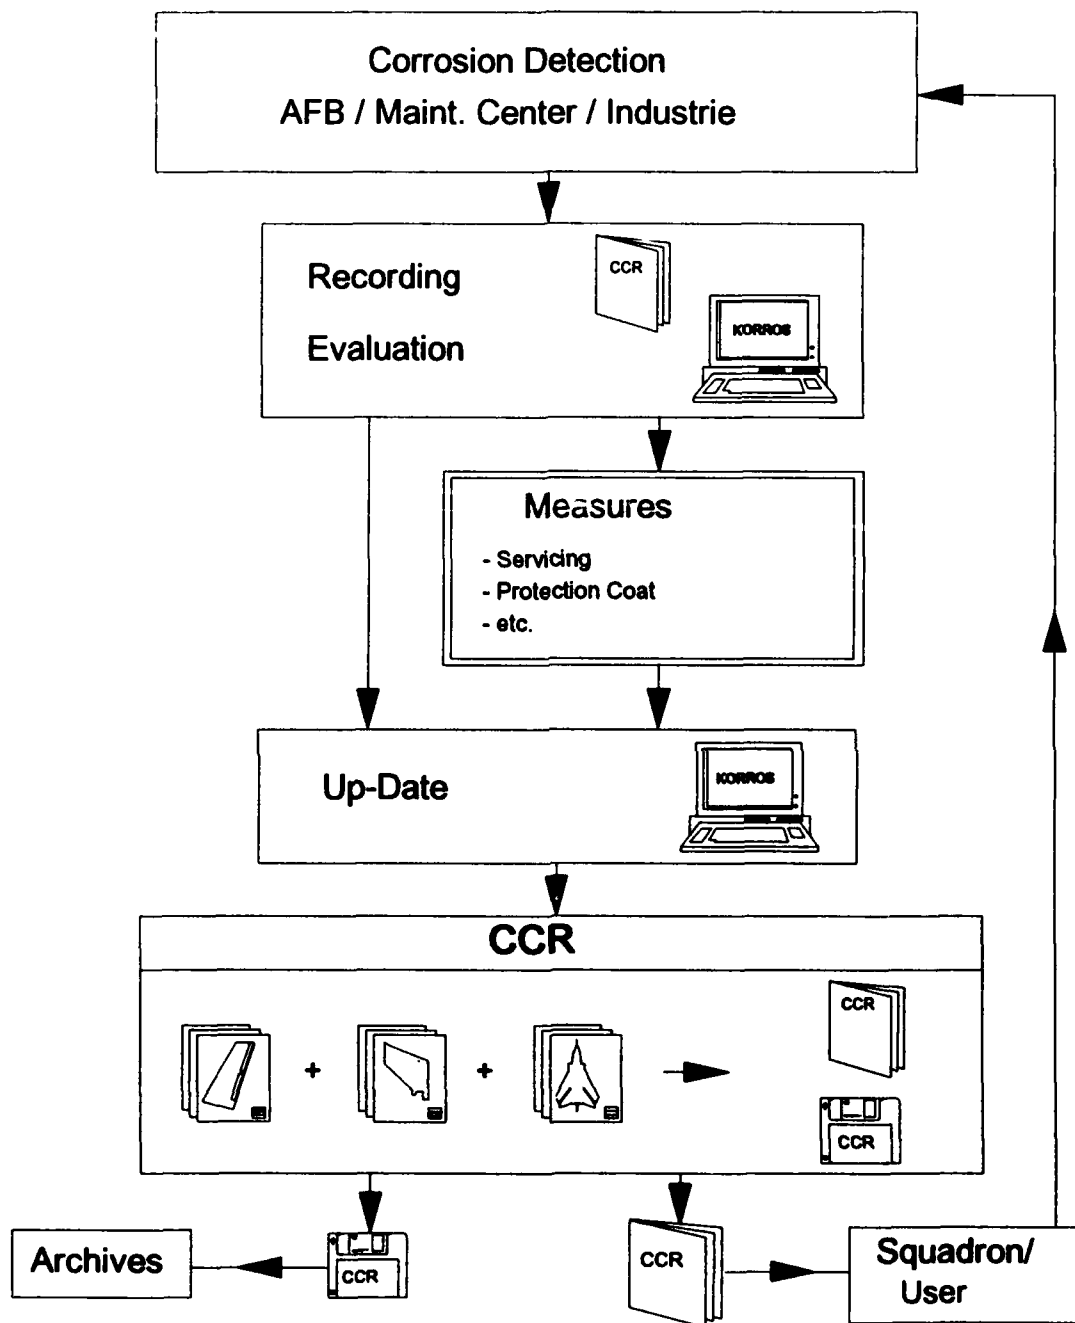 Corrosion Detection
AFB / Maint. Center / Industrie
Recording
CCR
KORROS
Evaluation
Measures
- Servicing
- Protection Coat
- etc.
Up-Date
KORROS
CCR
CCR
+
+
CCR
Archives
CCR
CCR
Squadron/
User